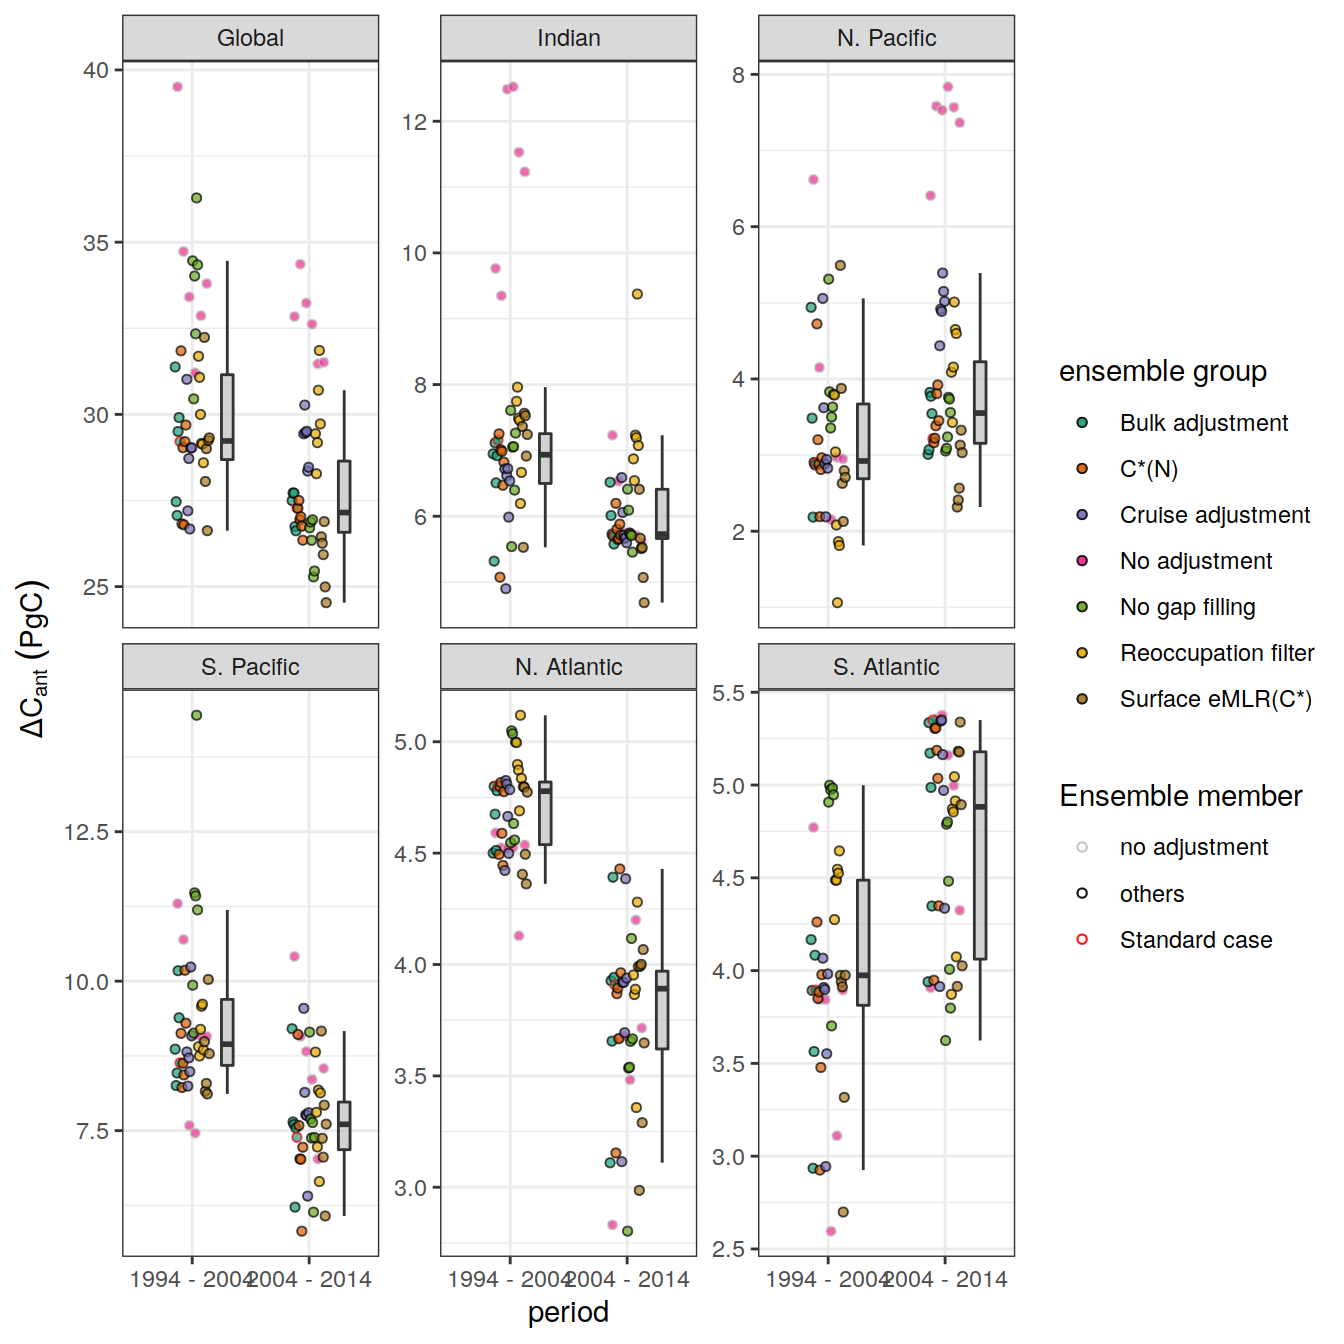 Global
Indian
N. Pacific
40
35
30
25
12
10
8
6
8
6
4
2
S. Pacific
N. Atlantic
S. Atlantic
12.5
10.0
7.5
5.0
4.5
4.0
3.5
3.0
5.5
5.0
4.5
4.0
3.5
3.0
2.5
1994 - 2004
2004 - 2014
1994 - 2004
2004 - 2014
1994 - 2004
2004 - 2014
period
ΔCant (PgC)
ensemble group
Bulk adjustment
C*(N)
Cruise adjustment
No adjustment
No gap filling
Reoccupation filter
Surface eMLR(C*)
Ensemble member
no adjustment
others
Standard case